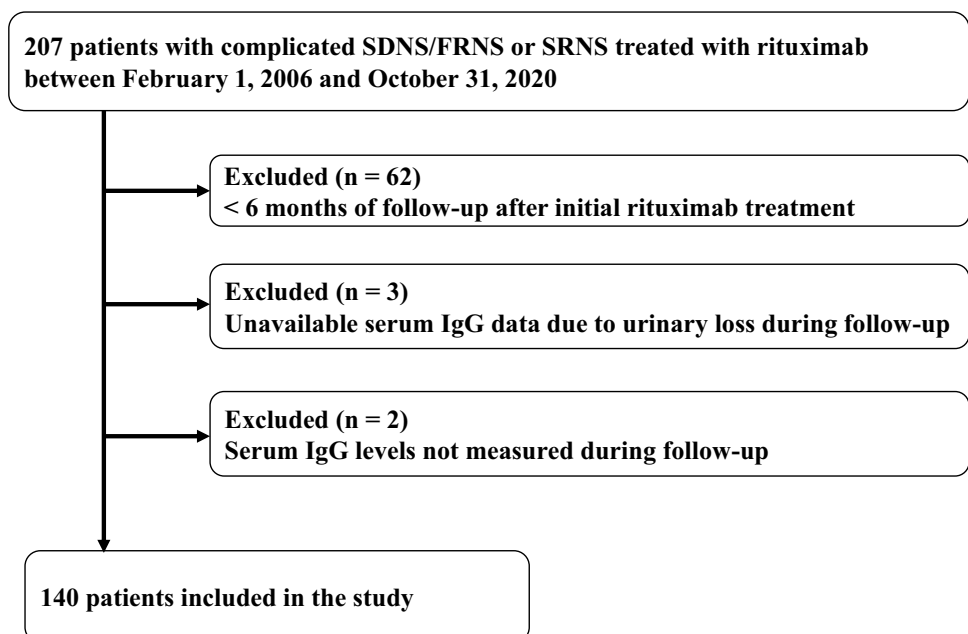 207 patients with complicated SDNS/FRNS or SRNS treated with rituximab
between February 1, 2006 and October 31, 2020
Excluded (n = 62)
< 6 months of follow-up after initial rituximab treatment
Excluded (n = 3)
Unavailable serum IgG data due to urinary loss during follow-up
Excluded (n = 2)
Serum IgG levels not measured during follow-up
140 patients included in the study